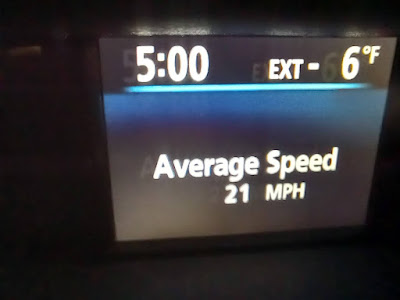 5:00 EXT - 6°F
Average Speed
21 MPH